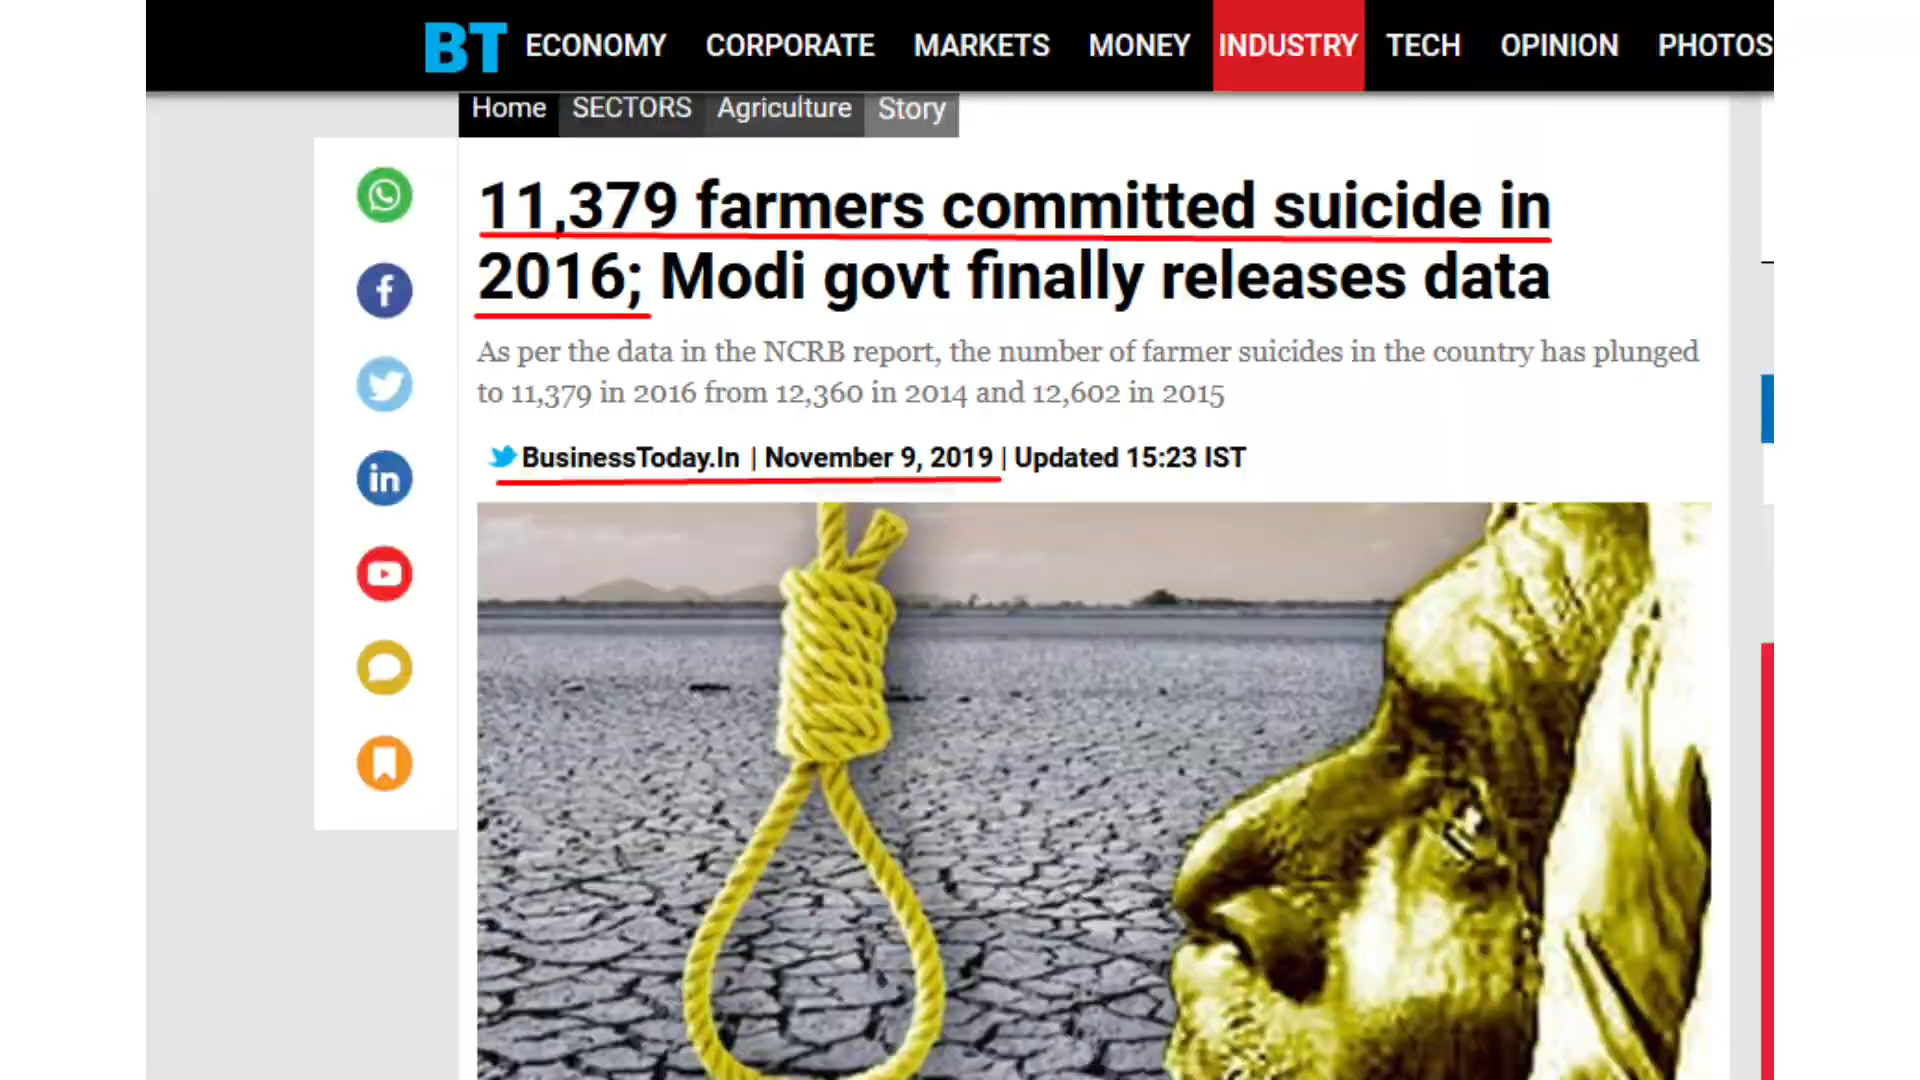 BT ECONOMY CORPORATE MARKETS MONEY INDUSTRY TECH OPINION PHOTOS
Home SECTORS Agriculture Story
11,379 farmers committed suicide in
2016; Modi govt finally releases data
As per the data in the NCRB report, the number of farmer suicides in the country has plunged
to 11,379 in 2016 from 12,360 in 2014 and 12,602 in 2015
BusinessToday.In | November 9, 2019 | Updated 15:23 IST